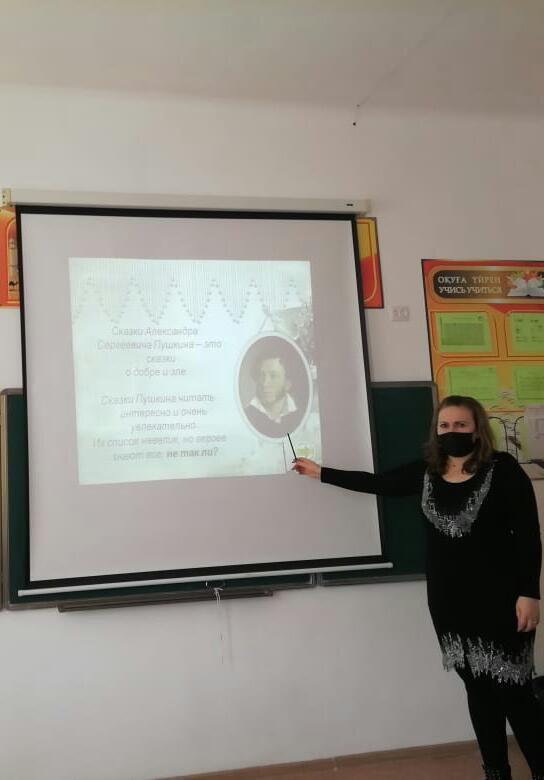 Сказки Александра
Сергеевича Пушкина – это
сказки
о добре и зле.
Сказки Пушкина читать
интересно и очень
увлекательно.
Их список невелик, но героев
знают все, не так ли?
ОҚУҒА ҮЙРЕН
УЧИСЬ УЧИТЬСЯ